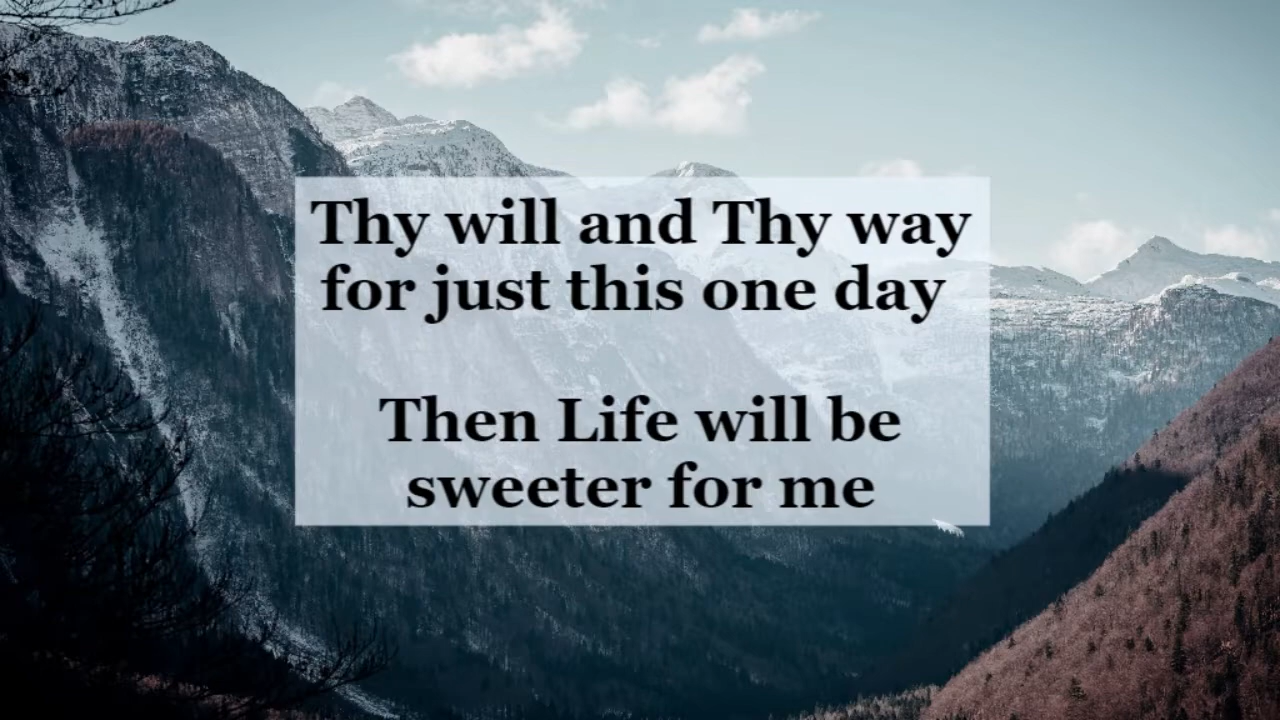 Thy will and Thy way
for just this one day
Then Life will be
sweeter for me